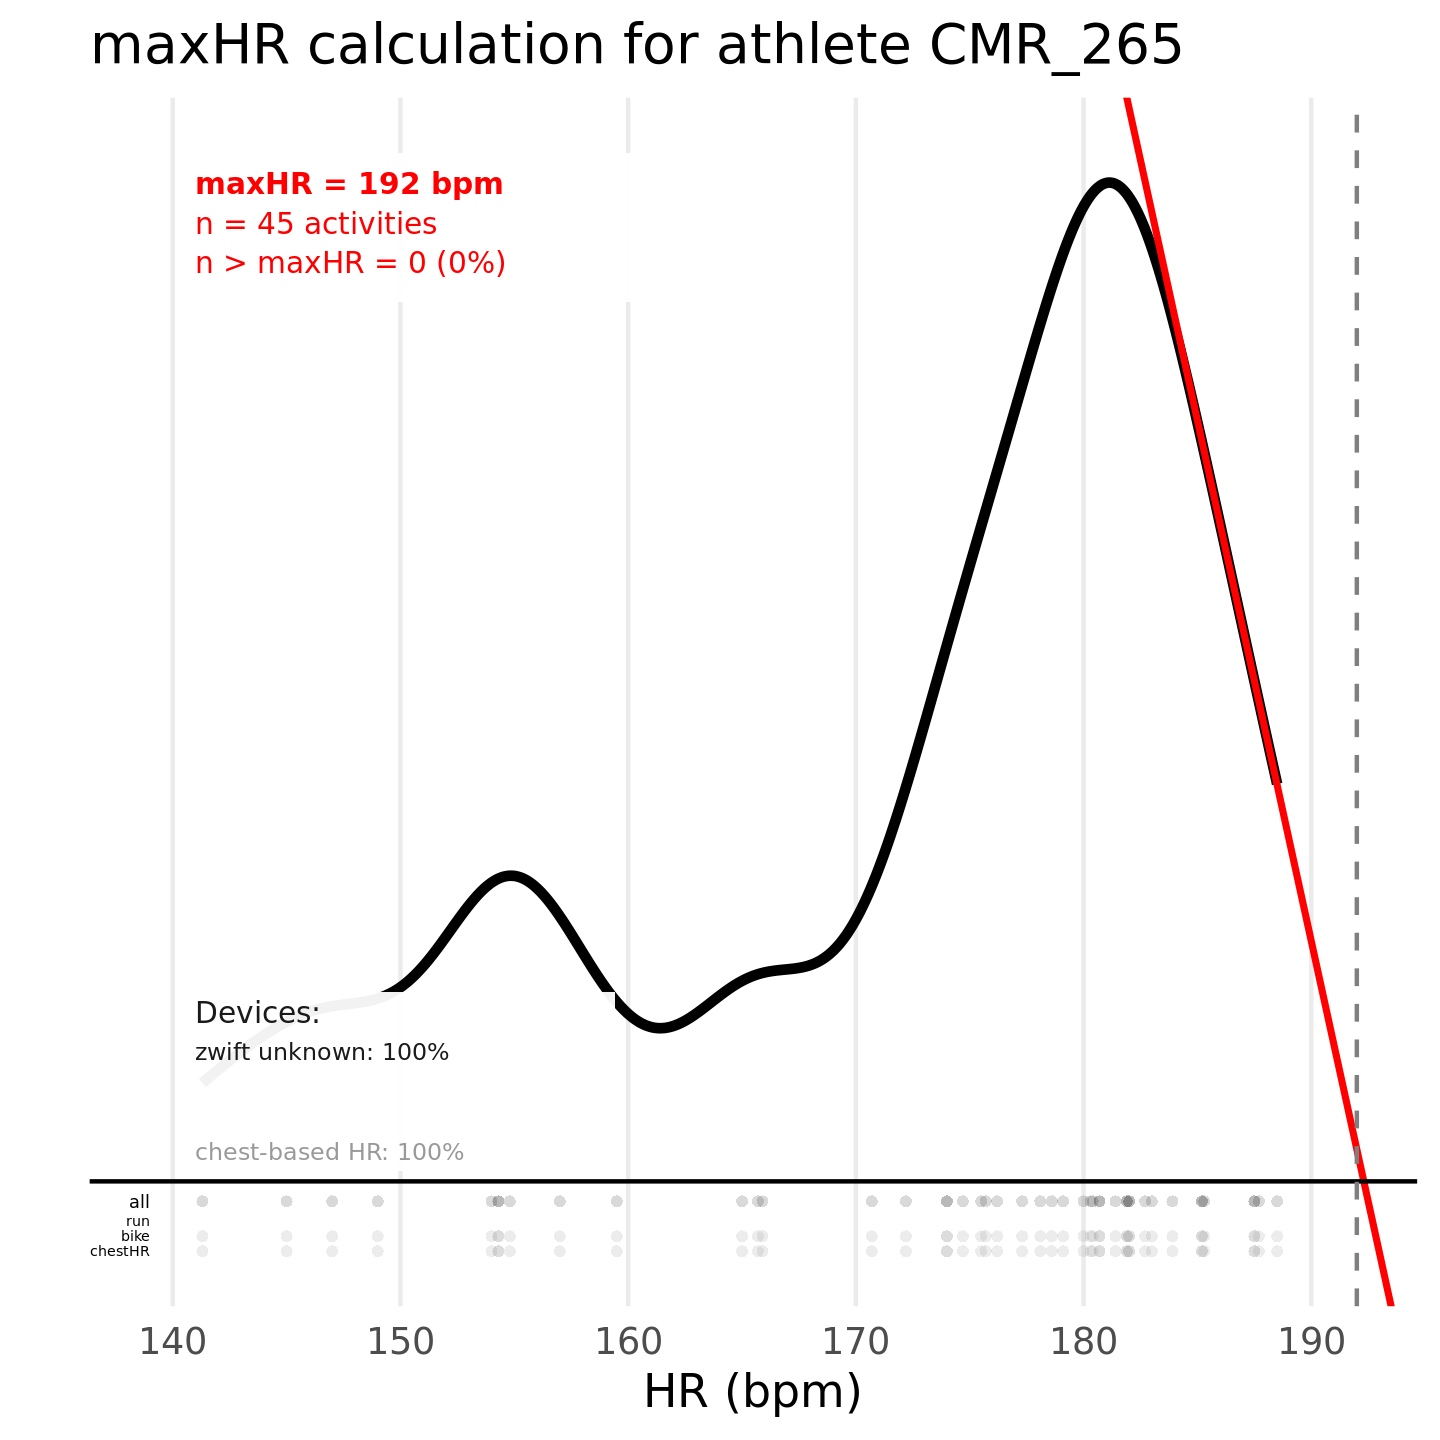 maxHR calculation for athlete CMR_265
maxHR = 192 bpm
n = 45 activities
n > maxHR = 0 (0%)
Devices:
zwift unknown: 100%
chest-based HR: 100%
all
run
bike
chestHR
140 150 160 170 180 190
HR (bpm)